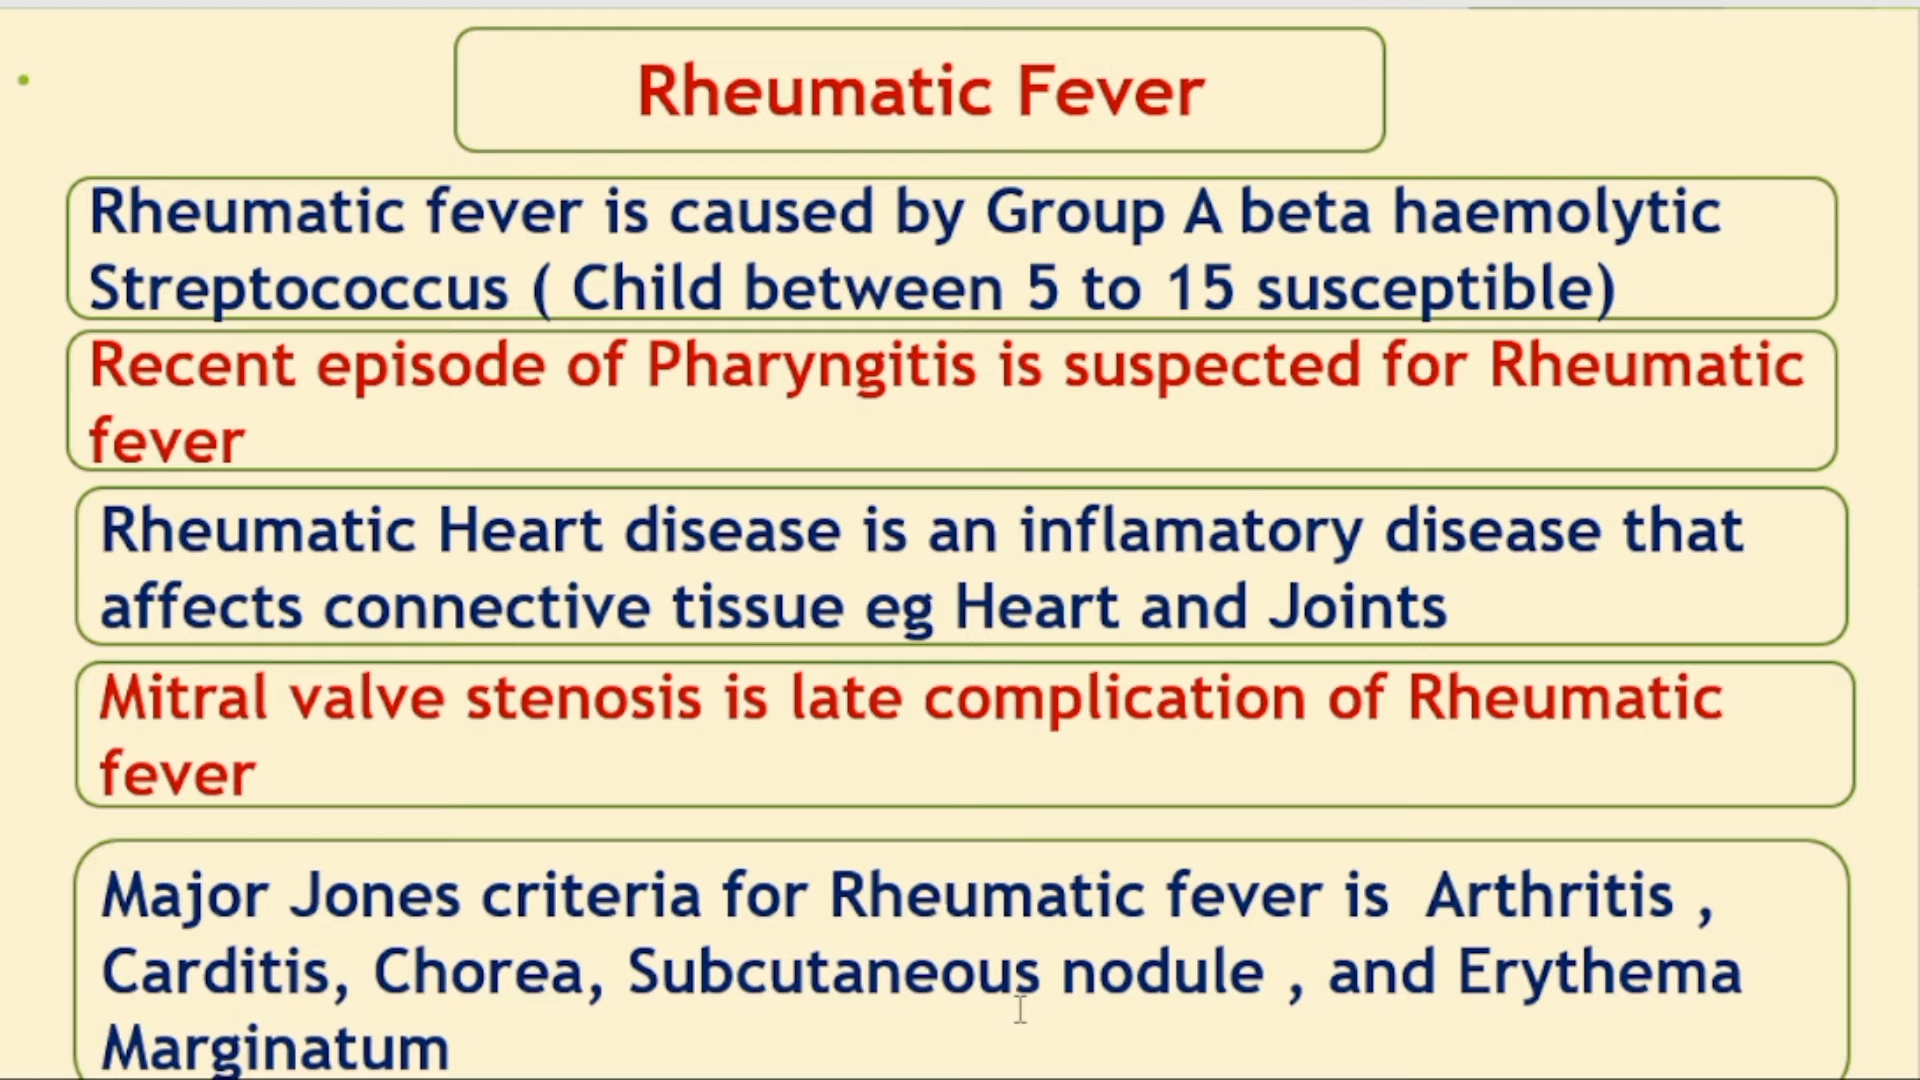 Rheumatic Fever
Rheumatic fever is caused by Group A beta haemolytic
Streptococcus ( Child between 5 to 15 susceptible)
Recent episode of Pharyngitis is suspected for Rheumatic
fever
Rheumatic Heart disease is an inflamatory disease that
affects connective tissue eg Heart and Joints
Mitral valve stenosis is late complication of Rheumatic
fever
Major Jones criteria for Rheumatic fever is  Arthritis ,
Carditis, Chorea, Subcutaneous nodule , and Erythema
Marginatum